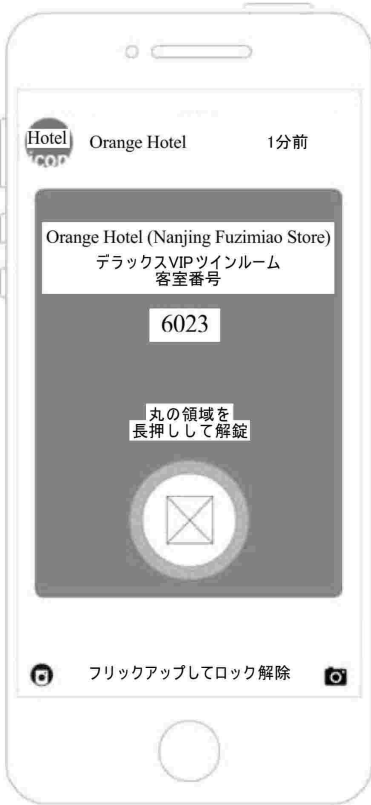 Hotel
icon
Orange Hotel
1分前
Orange Hotel (Nanjing Fuzimiao Store)
デラックスVIPツインルーム
客室番号
6023
丸の領域を
長押しして解錠
フリックアップしてロック解除